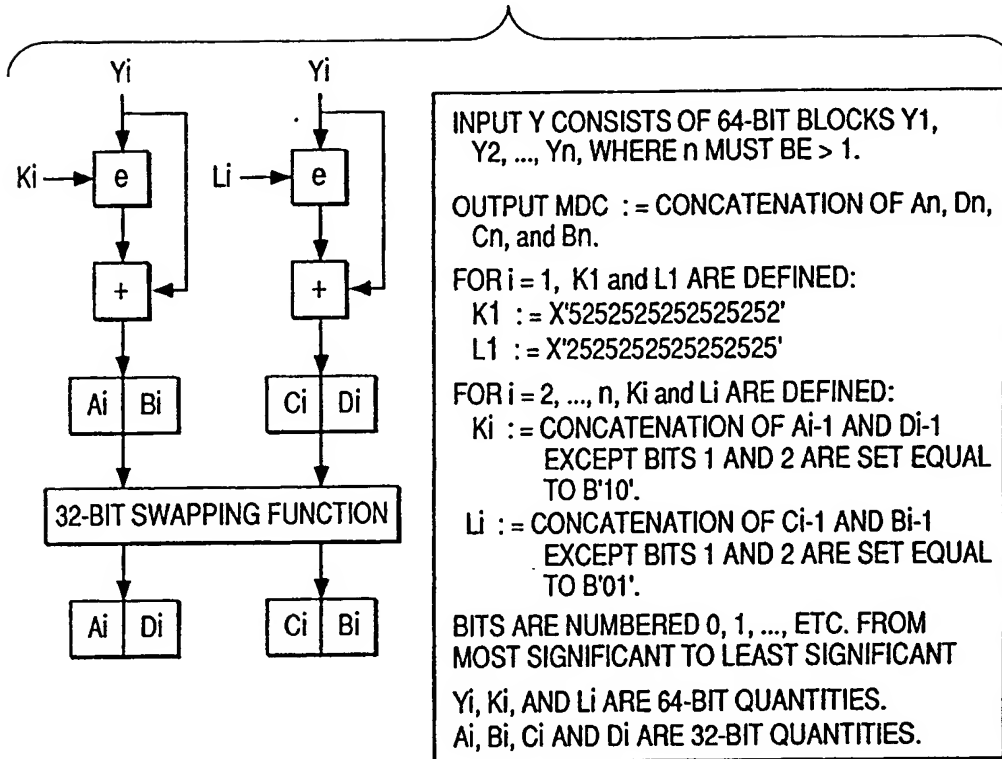 Yi Yi
Ki e Li e
+ +
Ai Bi Ci Di
32-BIT SWAPPING FUNCTION
Ai Di Ci Bi
INPUT Y CONSISTS OF 64-BIT BLOCKS Y1,
Y2, ..., Yn, WHERE n MUST BE > 1.
OUTPUT MDC : = CONCATENATION OF An, Dn,
Cn, and Bn.
FOR i = 1, K1 and L1 ARE DEFINED:
K1 : = X'5252525252525252'
L1 : = X'2525252525252525'
FOR i = 2, ..., n, Ki and Li ARE DEFINED:
Ki : = CONCATENATION OF Ai-1 AND Di-1
EXCEPT BITS 1 AND 2 ARE SET EQUAL
TO B'10'.
Li : = CONCATENATION OF Ci-1 AND Bi-1
EXCEPT BITS 1 AND 2 ARE SET EQUAL
TO B'01'.
BITS ARE NUMBERED 0, 1, ..., ETC. FROM
MOST SIGNIFICANT TO LEAST SIGNIFICANT
Yi, Ki, AND Li ARE 64-BIT QUANTITIES.
Ai, Bi, Ci AND Di ARE 32-BIT QUANTITIES.